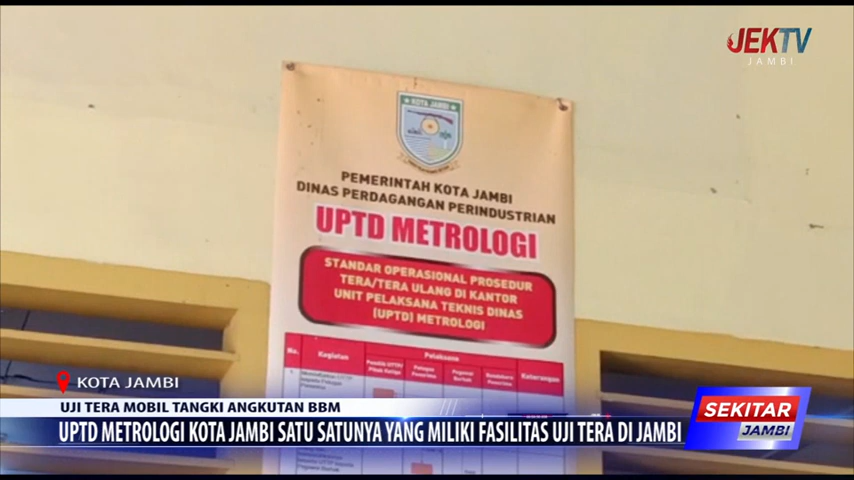 JEKTV
JAMBI
KOTA JAMBI
PEMERINTAH KOTA JAMBI
DINAS PERDAGANGAN PERINDUSTRIAN
UPTD METROLOGI
STANDAR OPERASIONAL PROSEDUR
TERA/TERA ULANG DI KANTOR
UNIT PELAKSANA TEKNIS DINAS
(UPTD) METROLOGI
No. Kegiatan Pelaksana Keterangan
KOTA JAMBI
UJI TERA MOBIL TANGKI ANGKUTAN BBM
UPTD METROLOGI KOTA JAMBI SATU SATUNYA YANG MILIKI FASILITAS UJI TERA DI JAMBI
SEKITAR
JAMBI